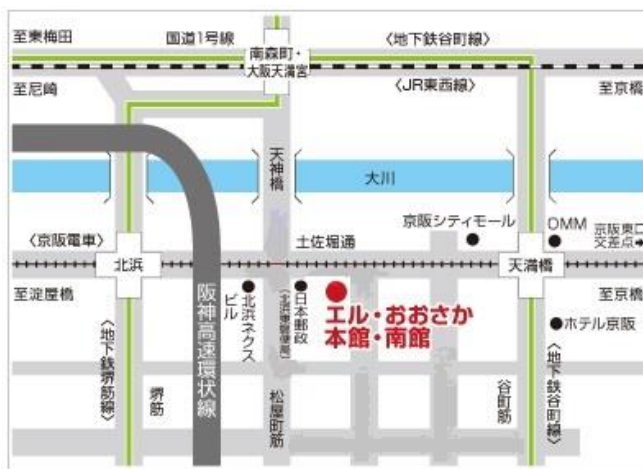 至東梅田
国道1号線
南森町・
大阪天満宮
〈地下鉄谷町線〉
至尼崎
〈JR東西線〉
至京橋
天神橋
大川
京阪シティモール
OMM
京阪東口
交差点➔
〈京阪電車〉
北浜
土佐堀通
天満橋
至淀屋橋
阪神高速環状線
北浜ネクス
ビル
日本郵政
(北浜東郵便局)
エル・おおさか
本館・南館
至京橋
ホテル京阪
〈地下鉄堺筋線〉
堺筋
松屋町筋
谷町筋
〈地下鉄谷町線〉